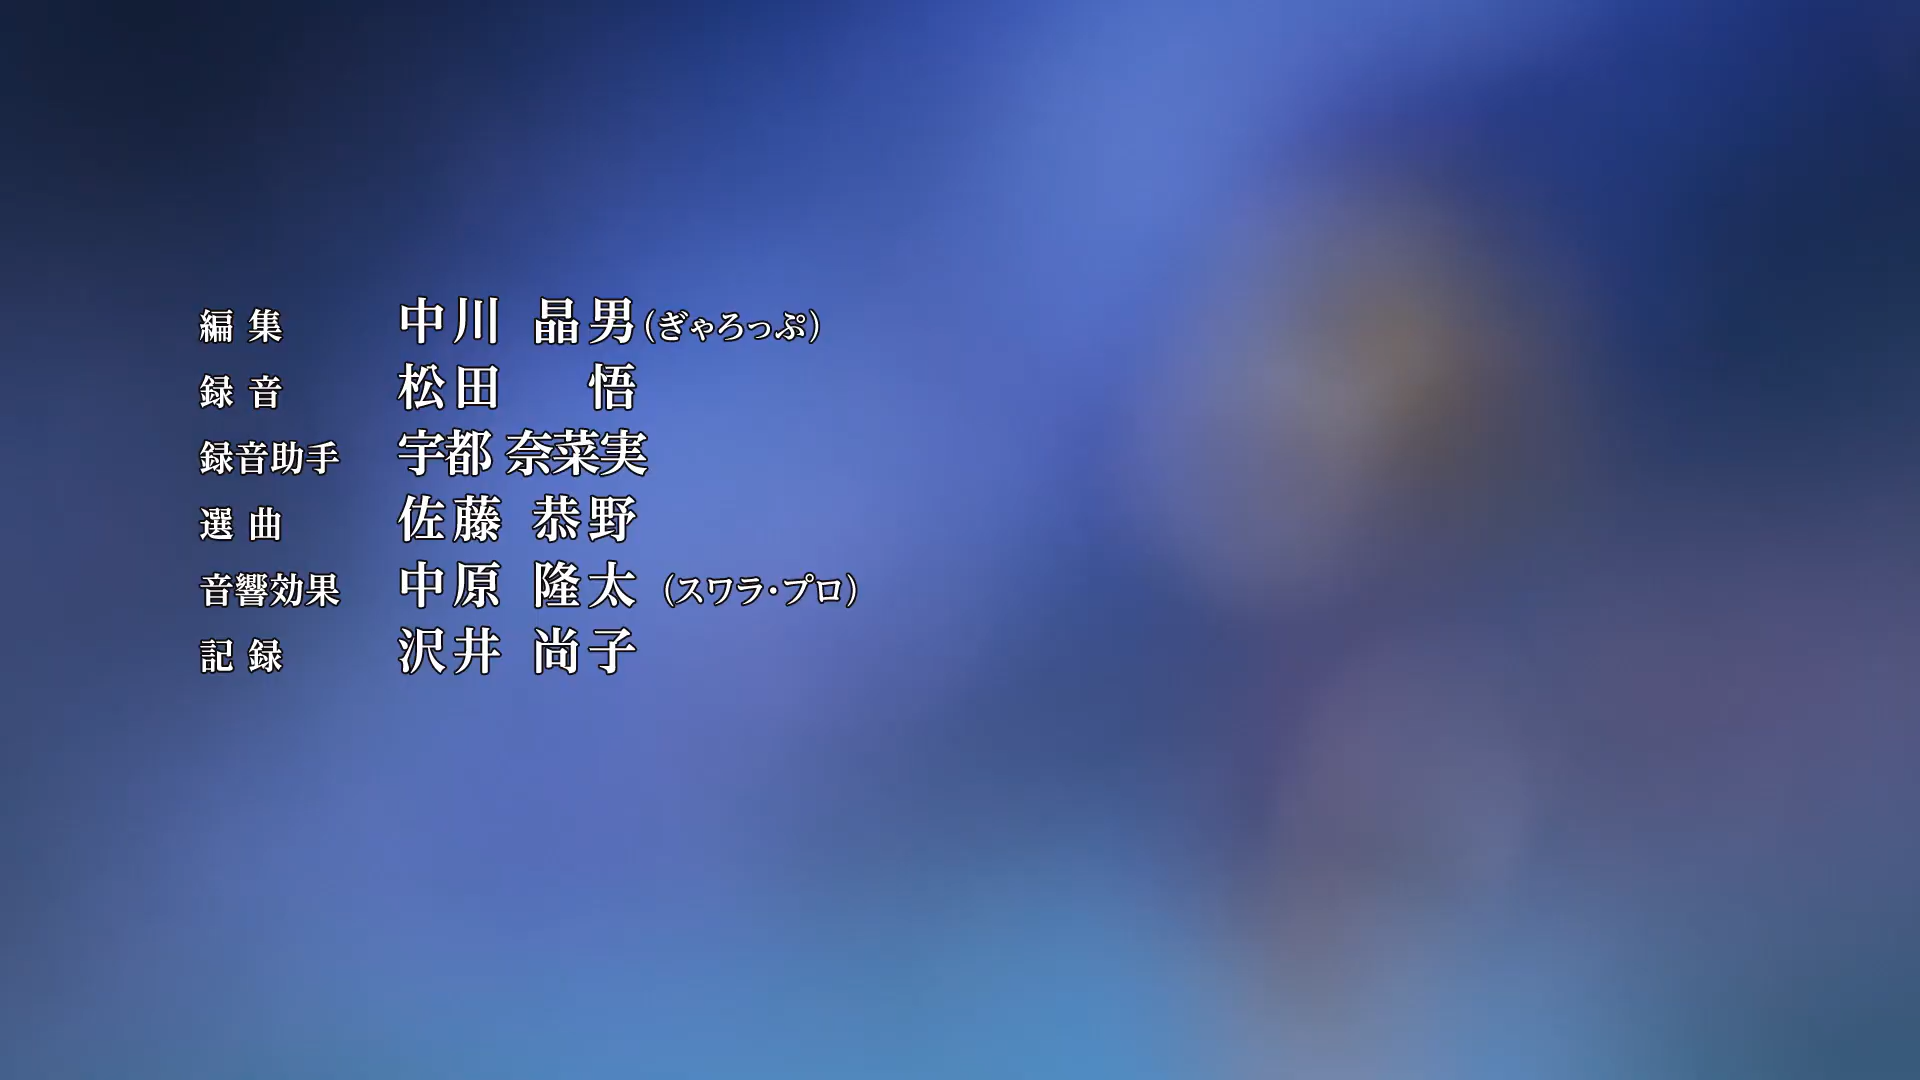 編集 中川 晶男(ぎゃろっぷ)
録音 松田 悟
録音助手 宇都 奈菜実
選曲 佐藤 恭野
音響効果 中原 隆太 (スワラ・プロ)
記録 沢井 尚子